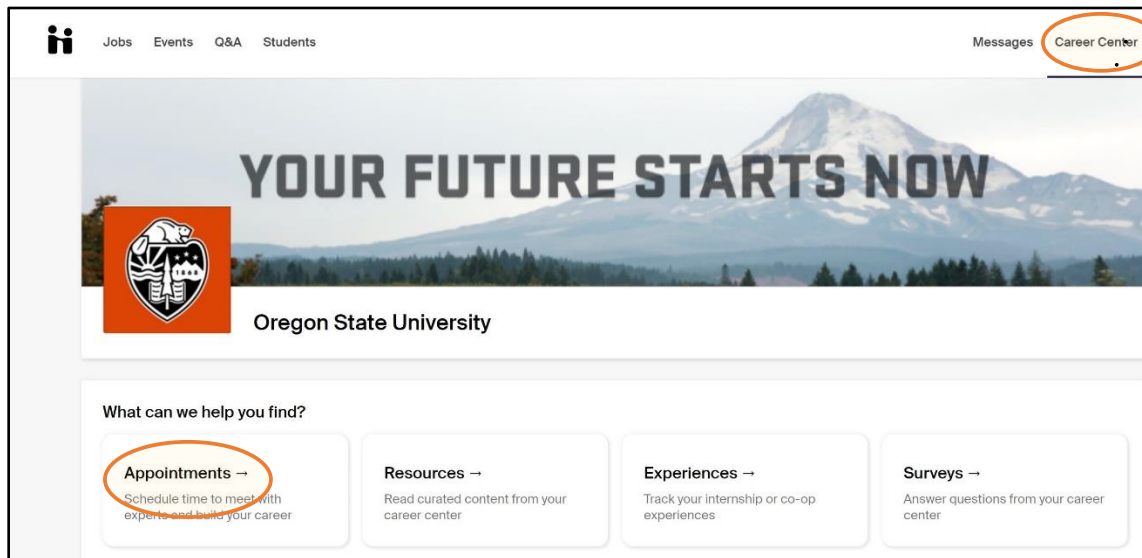 Jobs Events Q&A Students Messages Career Center
YOUR FUTURE STARTS NOW
1868
Oregon State University
What can we help you find?
Appointments →
Schedule time to meet with
experts and build your career
Resources →
Read curated content from your
career center
Experiences →
Track your internship or co-op
experiences
Surveys →
Answer questions from your career
center